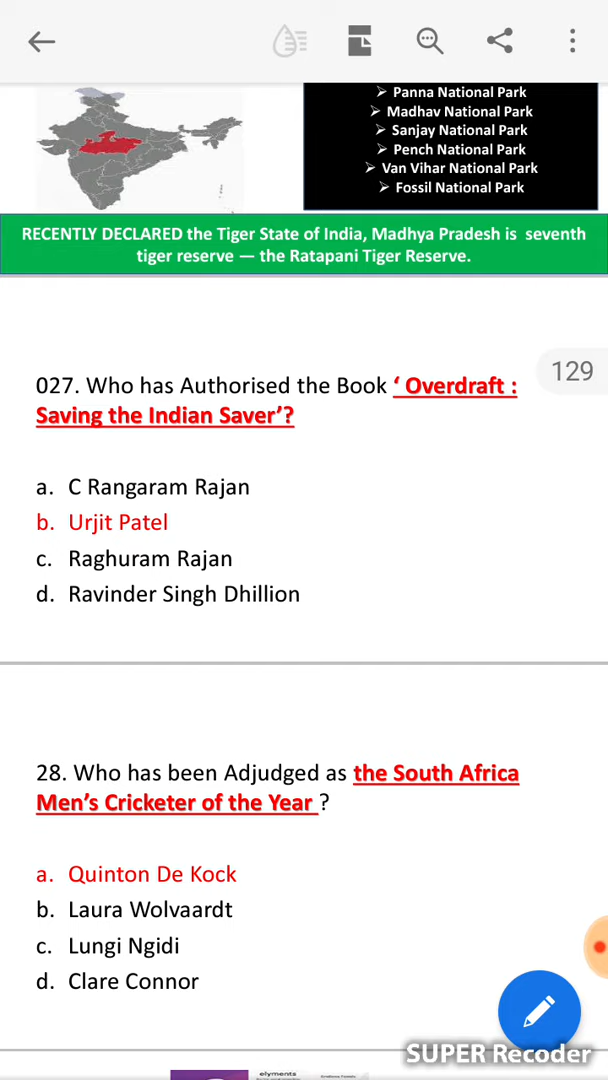 ➢ Panna National Park
➢ Madhav National Park
➢ Sanjay National Park
➢ Pench National Park
➢ Van Vihar National Park
➢ Fossil National Park
RECENTLY DECLARED the Tiger State of India, Madhya Pradesh is seventh
tiger reserve — the Ratapani Tiger Reserve.
129
027. Who has Authorised the Book ‘ Overdraft :
Saving the Indian Saver’?
a. C Rangaram Rajan
b. Urjit Patel
c. Raghuram Rajan
d. Ravinder Singh Dhillion
28. Who has been Adjudged as the South Africa
Men’s Cricketer of the Year ?
a. Quinton De Kock
b. Laura Wolvaardt
c. Lungi Ngidi
d. Clare Connor
SUPER Recoder
elyments